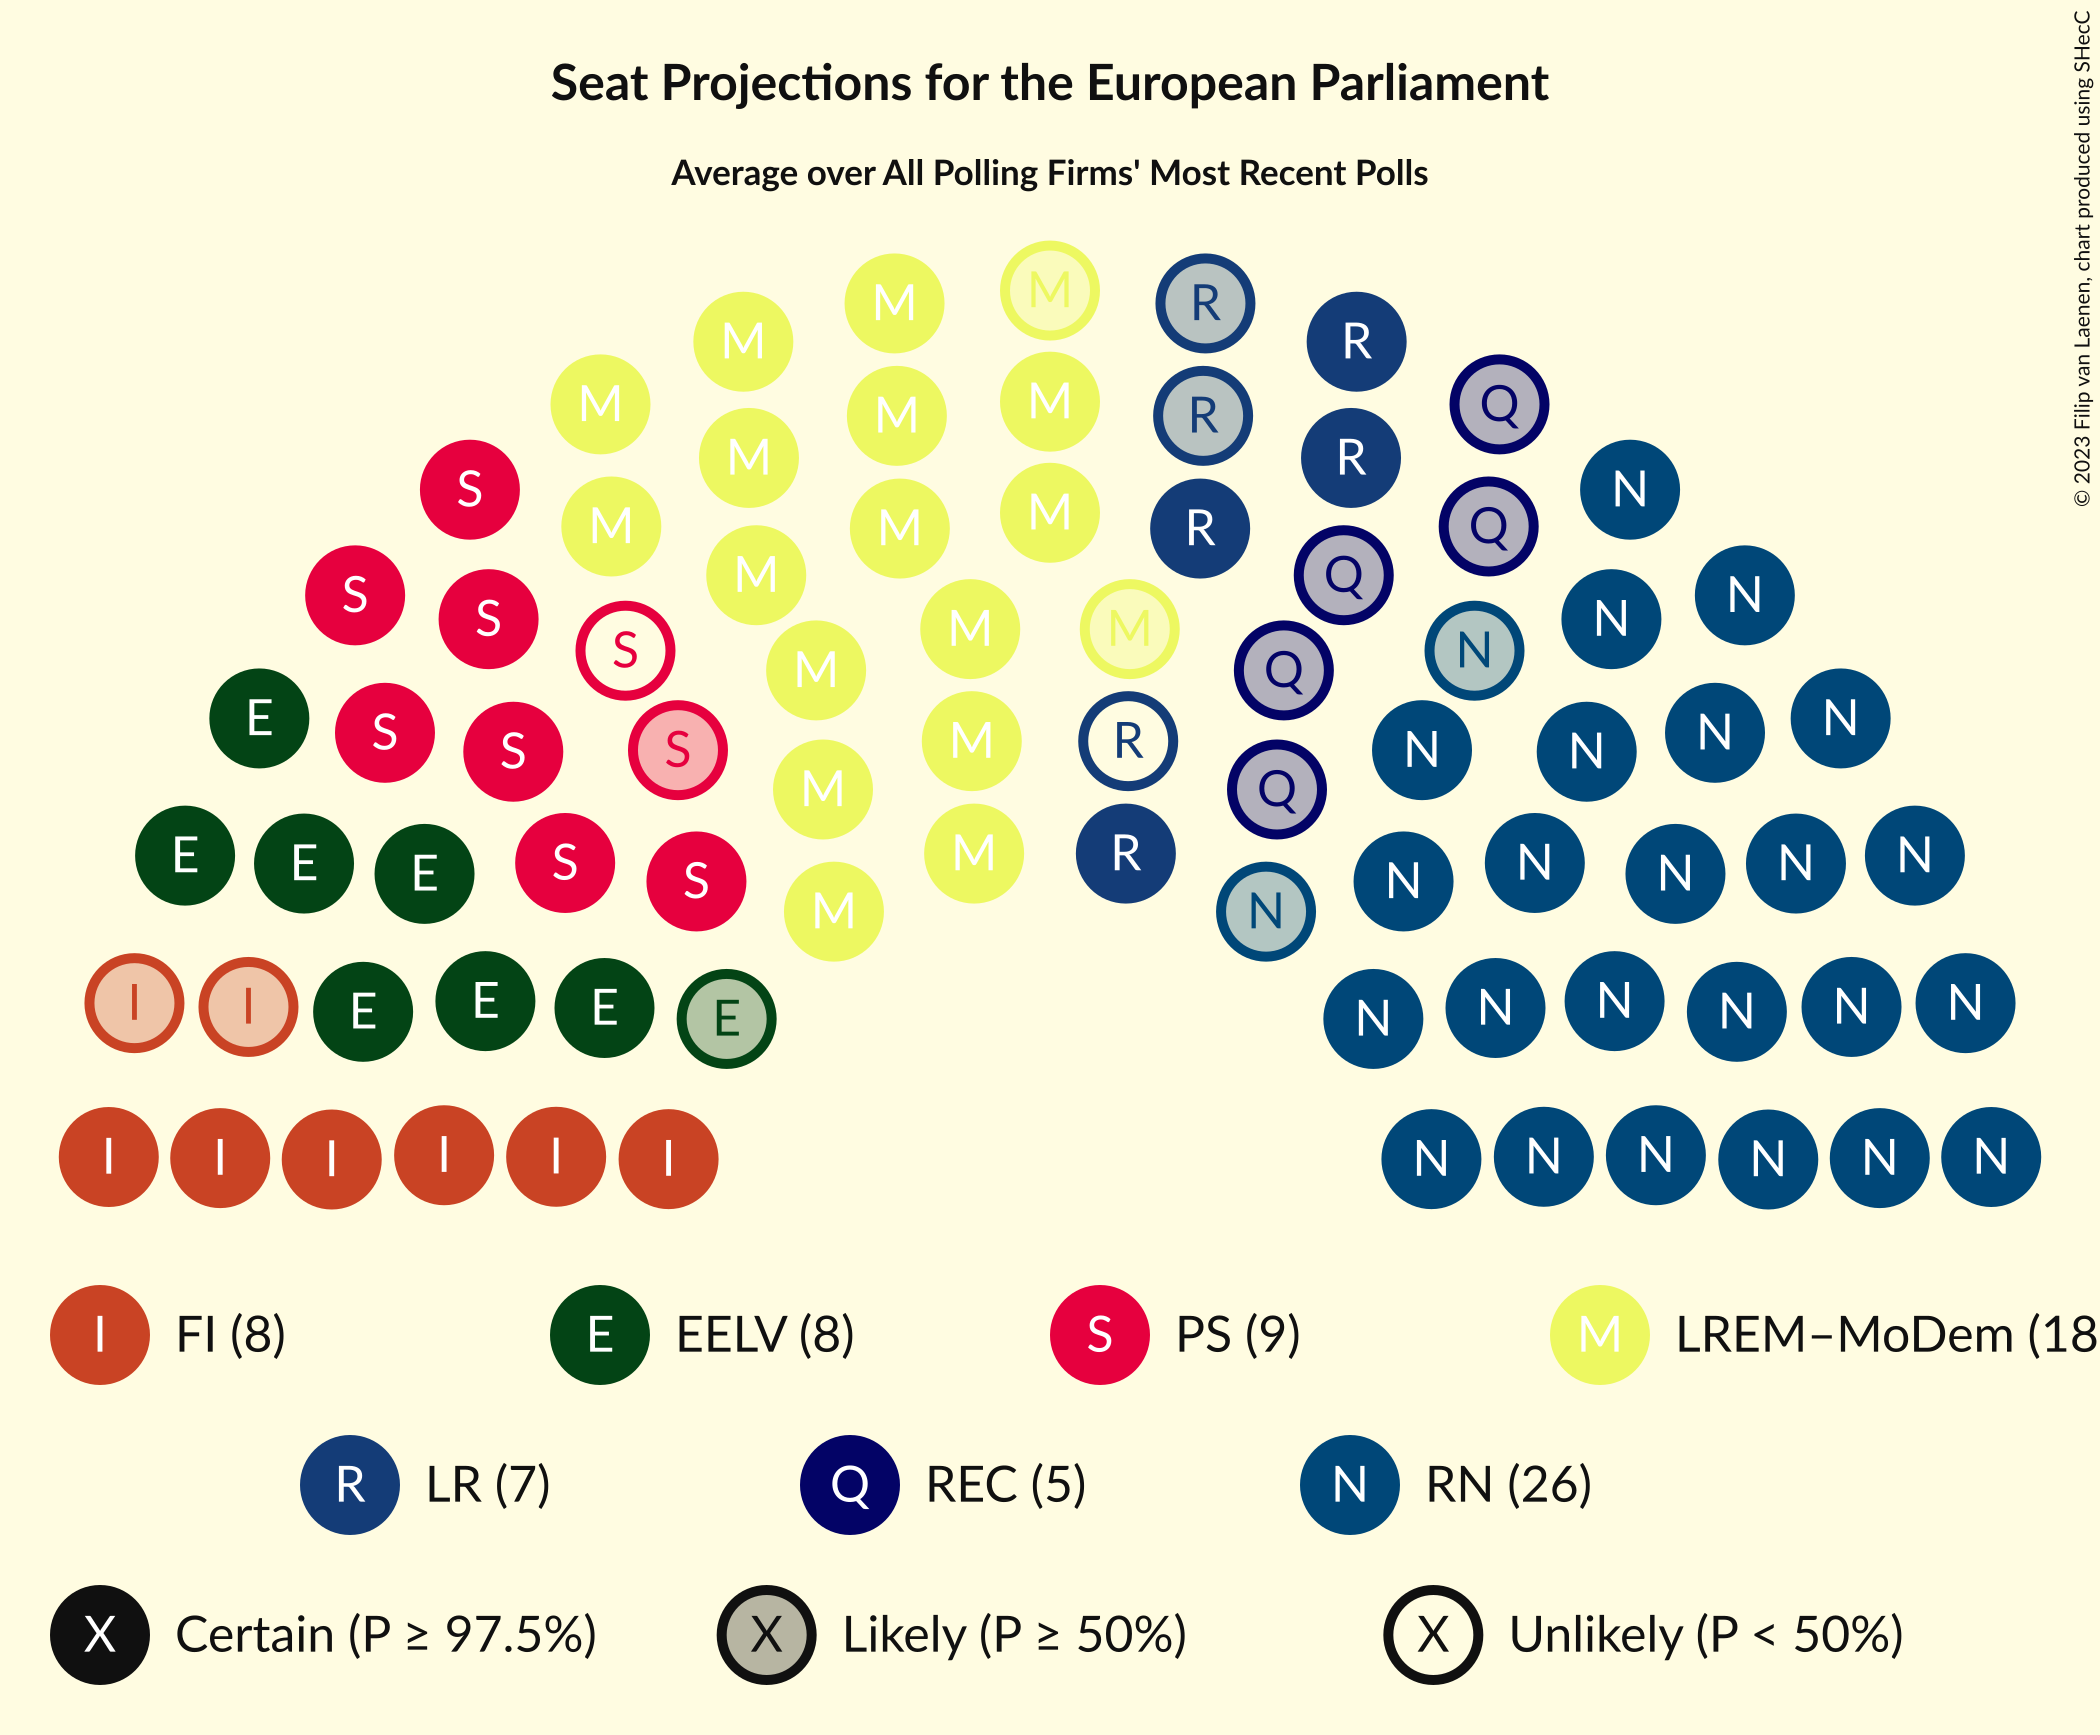 Seat Projections for the European Parliament
Average over All Polling Firms' Most Recent Polls
© 2023 Filip van Laenen, chart produced using SHecC
M M M R R
M M M R R Q
M M M R Q N
S M M M R Q N
S S M M M Q N N N
S S M R N
E S S S M M Q N N N N
E E E S S M M R N N N N N
I I E E E E M N N N N N N N
I I I I I I N N N N N N
I FI (8) E EELV (8) S PS (9) M LREM–MoDem (18
R LR (7) Q REC (5) N RN (26)
X Certain (P ≥ 97.5%) X Likely (P ≥ 50%) X Unlikely (P < 50%)